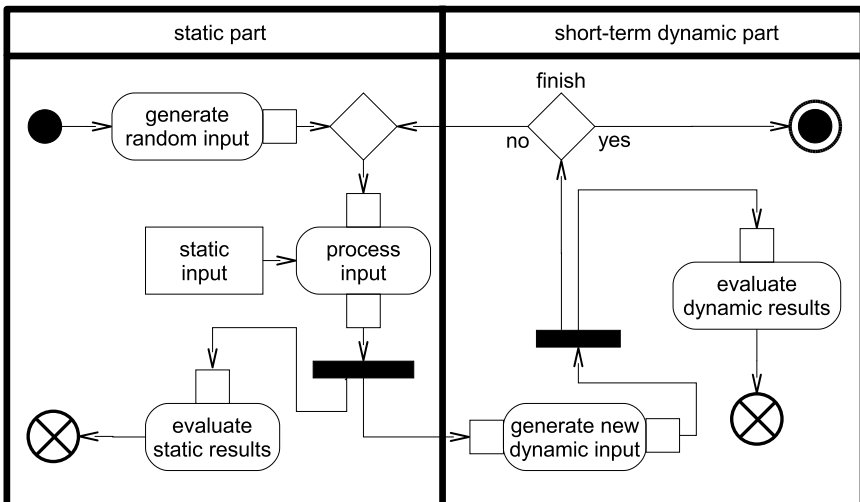 static part
short-term dynamic part
finish
generate
random input
no
yes
static
input
process
input
evaluate
dynamic results
evaluate
static results
generate new
dynamic input